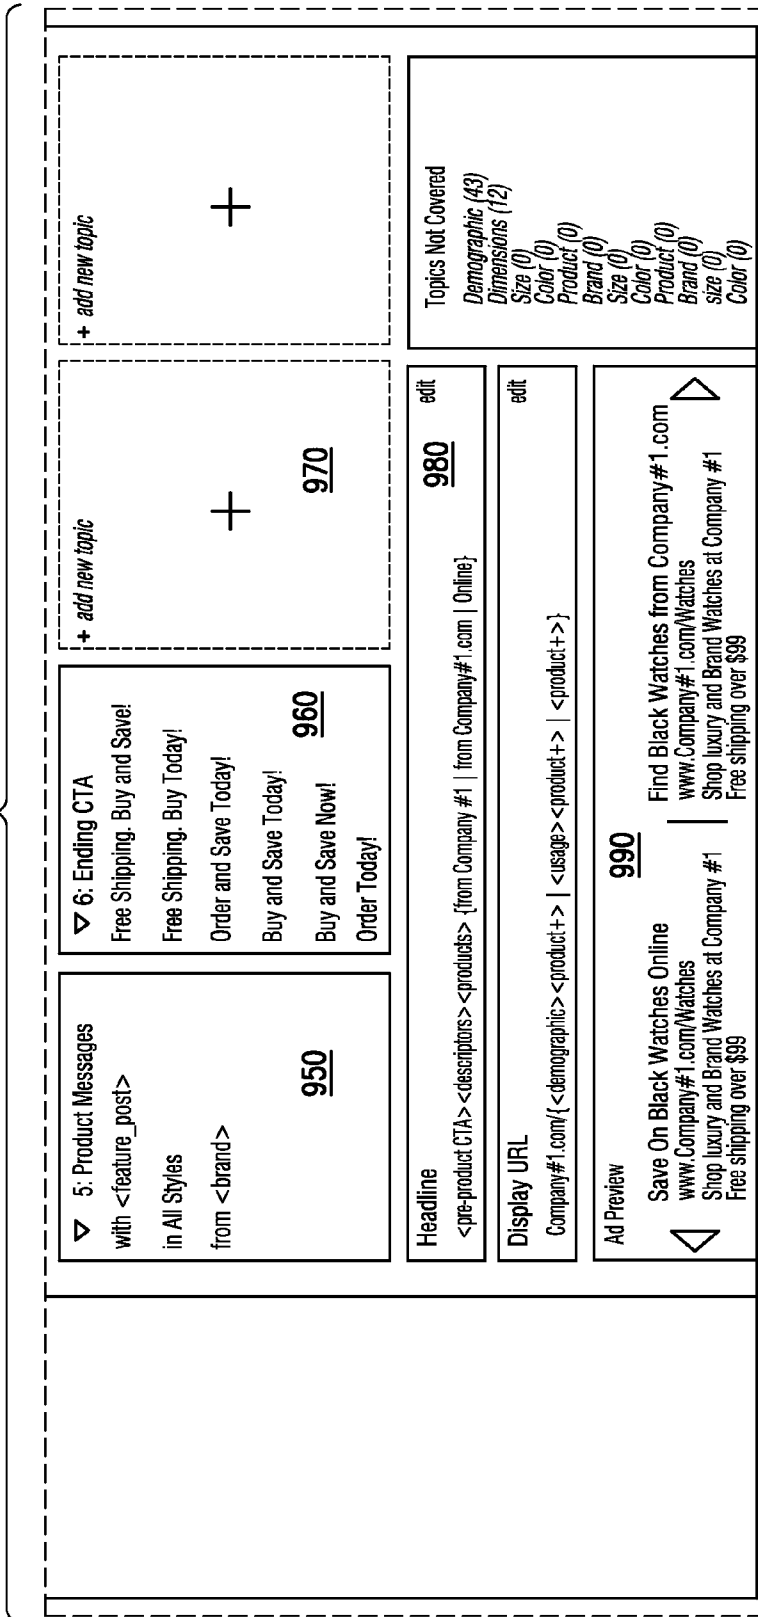 ▽ 5: Product Messages
with <feature_post>
in All Styles
from <brand>
950
▽ 6: Ending CTA
Free Shipping. Buy and Save!
Free Shipping. Buy Today!
Order and Save Today!
Buy and Save Today!
Buy and Save Now!
Order Today!
960
+ add new topic
+
970
+ add new topic
+
Headline
edit
<pre-product CTA> <descriptors> <products> {from Company #1 | from Company#1.com | Online}
980
Display URL
edit
Company#1.com/{<demographic> <product+> | <usage> <product+> | <product+>}
Ad Preview
990
Save On Black Watches Online
www.Company#1.com/Watches
Shop luxury and Brand Watches at Company #1
Free shipping over $99
Find Black Watches from Company#1.com
www.Company#1.com/Watches
Shop luxury and Brand Watches at Company #1
Free shipping over $99
Topics Not Covered
Demographic (43)
Dimensions (12)
Size (0)
Color (0)
Product (0)
Brand (0)
Size (0)
Color (0)
Product (0)
Brand (0)
size (0)
Color (0)